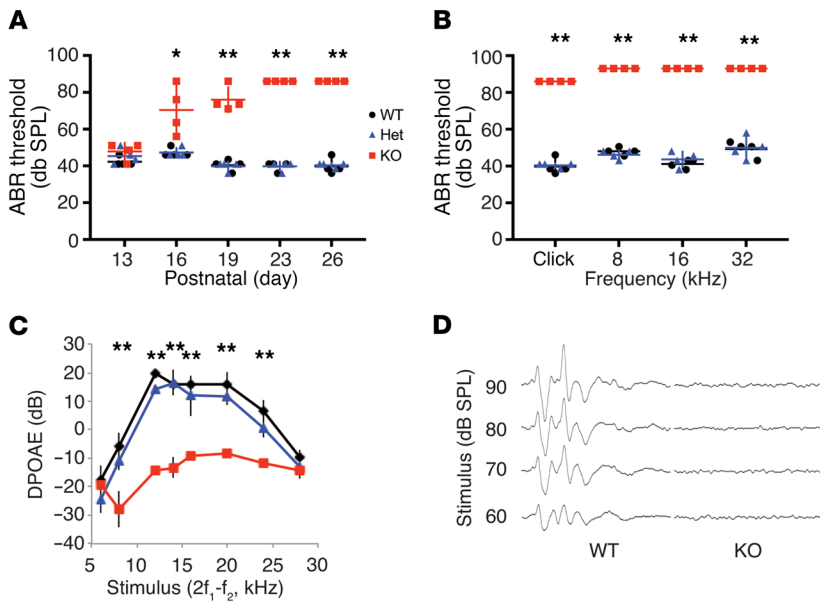 A
ABR threshold
(db SPL)
100
80
60
40
20
0
* ** ** **
13 16 19 23 26
Postnatal (day)
WT
Het
KO
B
ABR threshold
(db SPL)
100
80
60
40
20
0
** ** ** **
Click 8 16 32
Frequency (kHz)
C
DPOAE (dB)
30
20
10
0
−10
−20
−30
−40
** ** ** ** ** **
5 10 15 20 25 30
Stimulus (2f₁-f₂, kHz)
D
Stimulus (dB SPL)
90
80
70
60
WT KO